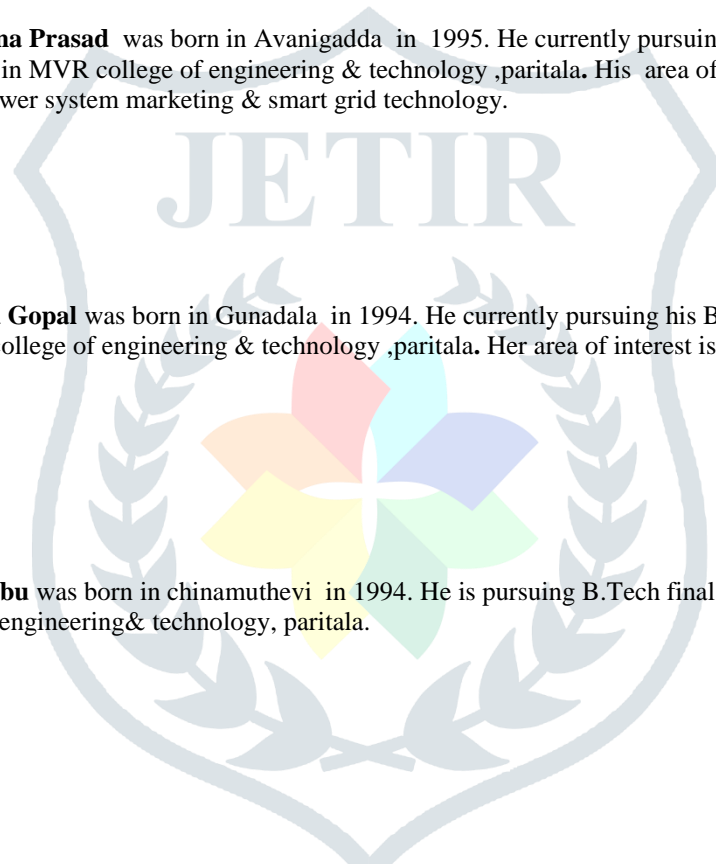 na Prasad was born in Avanigadda in 1995. He currently pursuin
in MVR college of engineering & technology ,paritala. His area of
wer system marketing & smart grid technology.
JETIR
Gopal was born in Gunadala in 1994. He currently pursuing his B
ollege of engineering & technology ,paritala. Her area of interest is
bu was born in chinamuthevi in 1994. He is pursuing B.Tech final
engineering& technology, paritala.